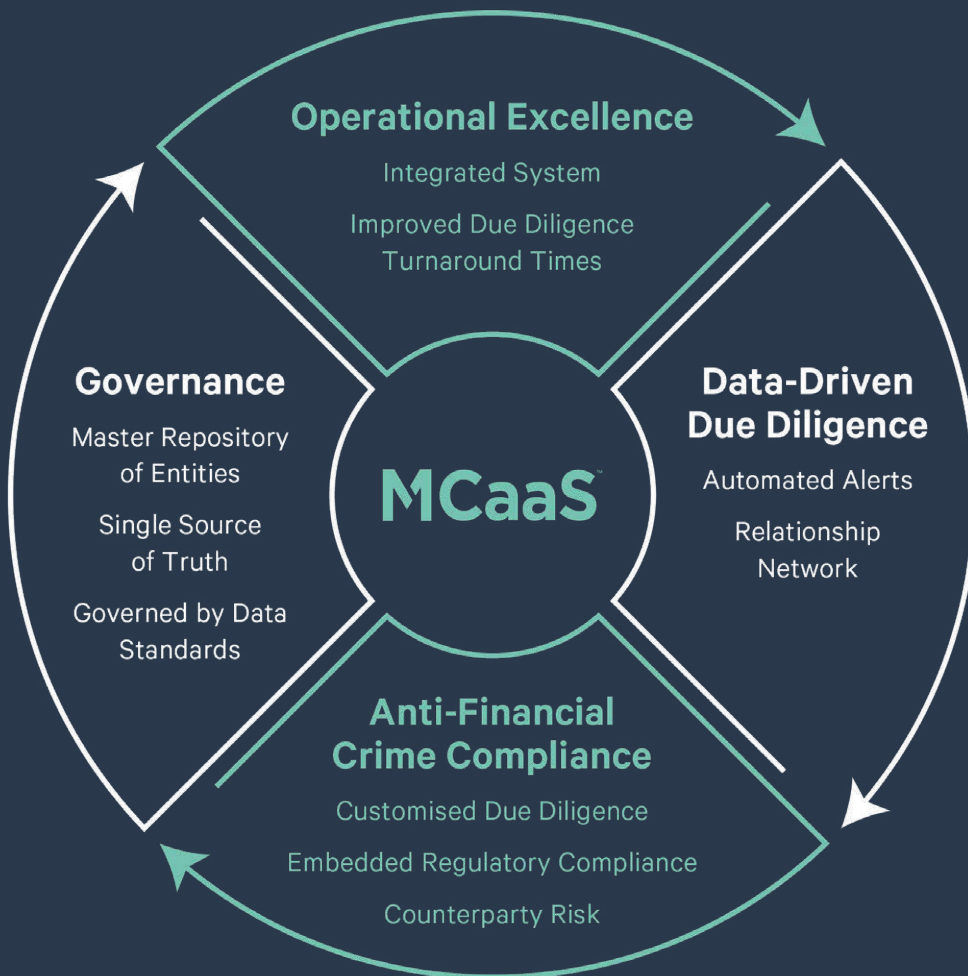 Operational Excellence
Integrated System
Improved Due Diligence
Turnaround Times
Governance
Master Repository
of Entities
Single Source
of Truth
Governed by Data
Standards
MCaaS™
Data-Driven
Due Diligence
Automated Alerts
Relationship
Network
Anti-Financial
Crime Compliance
Customised Due Diligence
Embedded Regulatory Compliance
Counterparty Risk